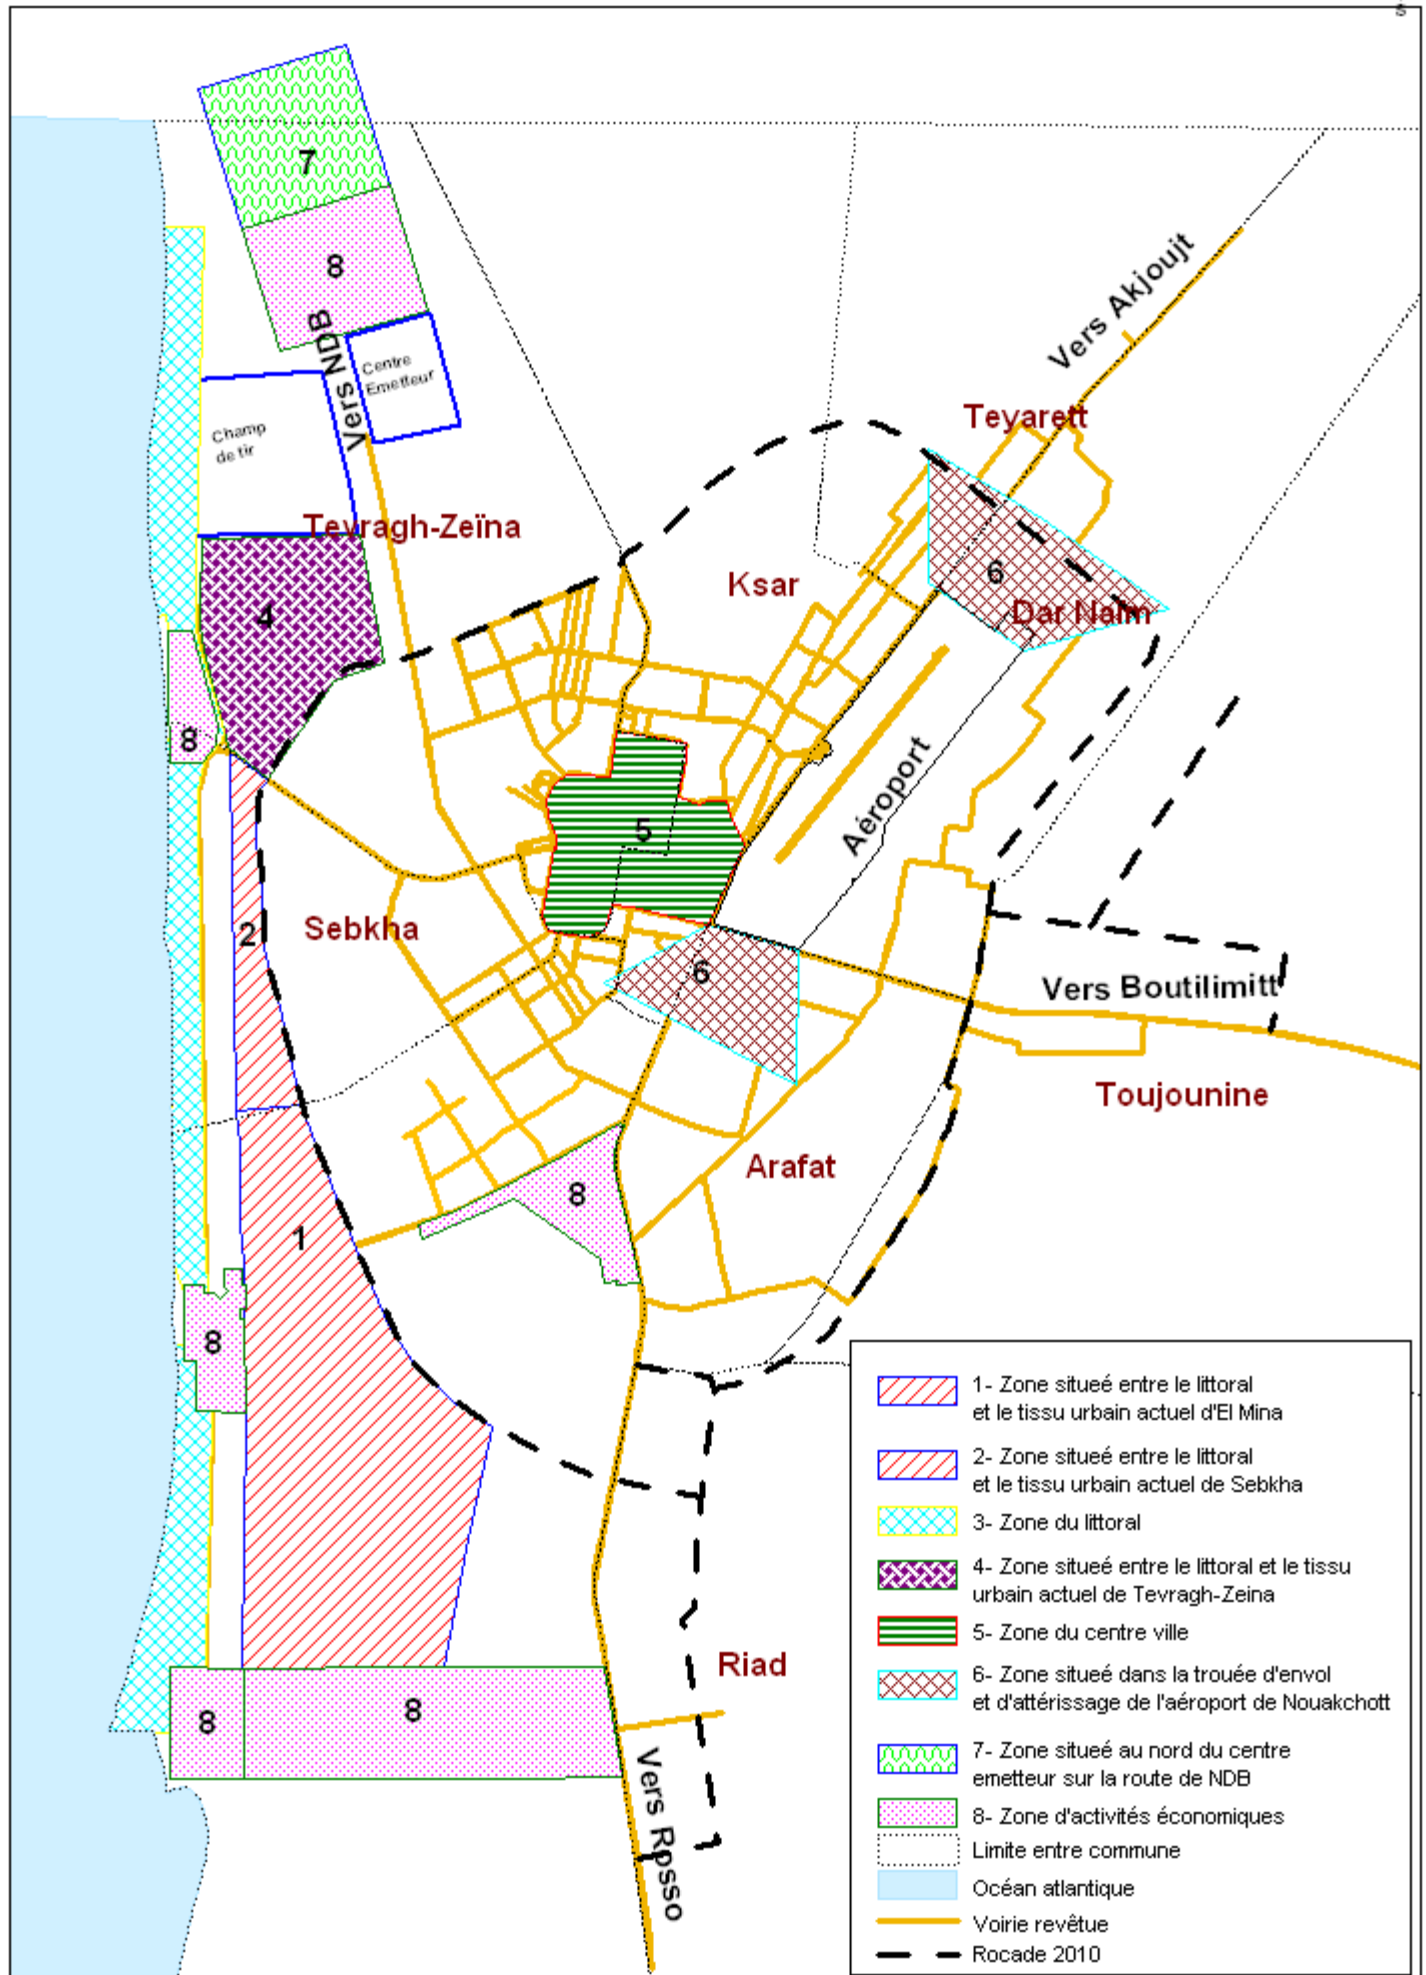 7
8
Vers NDB
Centre
Emetteur
Champ
de tir
Vers Akjoujt
Teyarett
Tevragh-Zeïna
Ksar
6
Dar Naïm
4
8
Aéroport
5
2
Sebkha
6
Vers Boutilimitt
Toujounine
Arafat
8
1
8
Riad
8
8
Vers Rosso
1- Zone situeé entre le littoral
et le tissu urbain actuel d'El Mina
2- Zone situeé entre le littoral
et le tissu urbain actuel de Sebkha
3- Zone du littoral
4- Zone situeé entre le littoral et le tissu
urbain actuel de Tevragh-Zeina
5- Zone du centre ville
6- Zone situeé dans la trouée d'envol
et d'attérissage de l'aéroport de Nouakchott
7- Zone situeé au nord du centre
emetteur sur la route de NDB
8- Zone d'activités économiques
Limite entre commune
Océan atlantique
Voirie revêtue
Rocade 2010